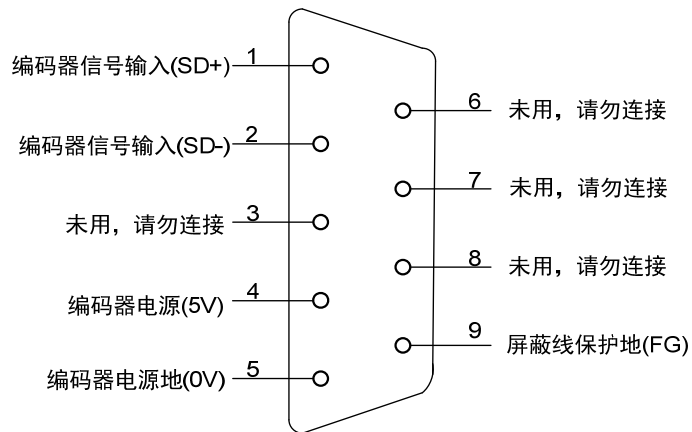 编码器信号输入(SD+) 1
编码器信号输入(SD-) 2
未用，请勿连接 3
编码器电源(5V) 4
编码器电源地(0V) 5
6 未用，请勿连接
7 未用，请勿连接
8 未用，请勿连接
9 屏蔽线保护地(FG)